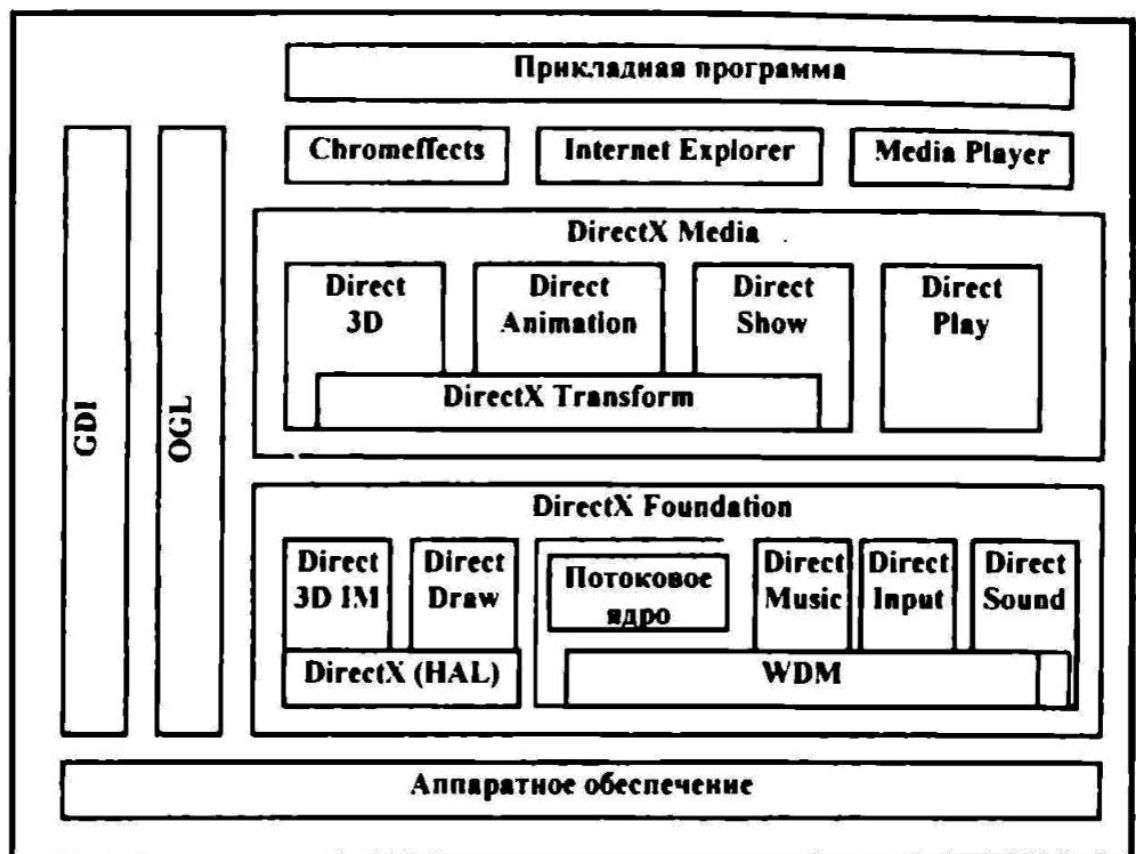 Прикладная программа
Chromeffects
Internet Explorer
Media Player
GDI
OGL
DirectX Media
Direct
3D
Direct
Animation
Direct
Show
Direct
Play
DirectX Transform
DirectX Foundation
Direct
3D IM
Direct
Draw
Потоковое
ядро
Direct
Music
Direct
Input
Direct
Sound
DirectX (HAL)
WDM
Аппаратное обеспечение